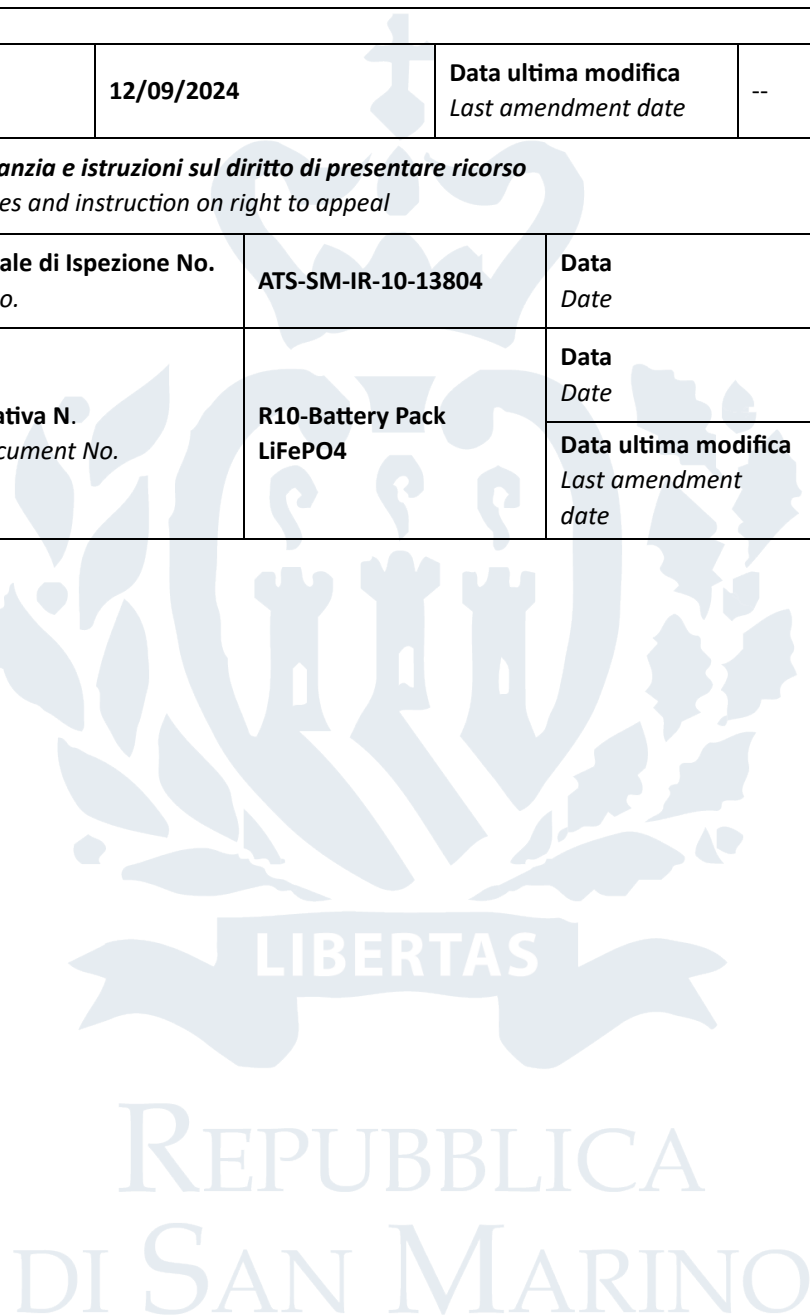 12/09/2024
Data ultima modifica
Last amendment date
--
anzia e istruzioni sul diritto di presentare ricorso
es and instruction on right to appeal
ale di Ispezione No.
o.
ATS-SM-IR-10-13804
Data
Date
ativa N.
cument No.
R10-Battery Pack
LiFePO4
Data
Date
Data ultima modifica
Last amendment
date
LIBERTAS
REPUBBLICA
DI SAN MARINO